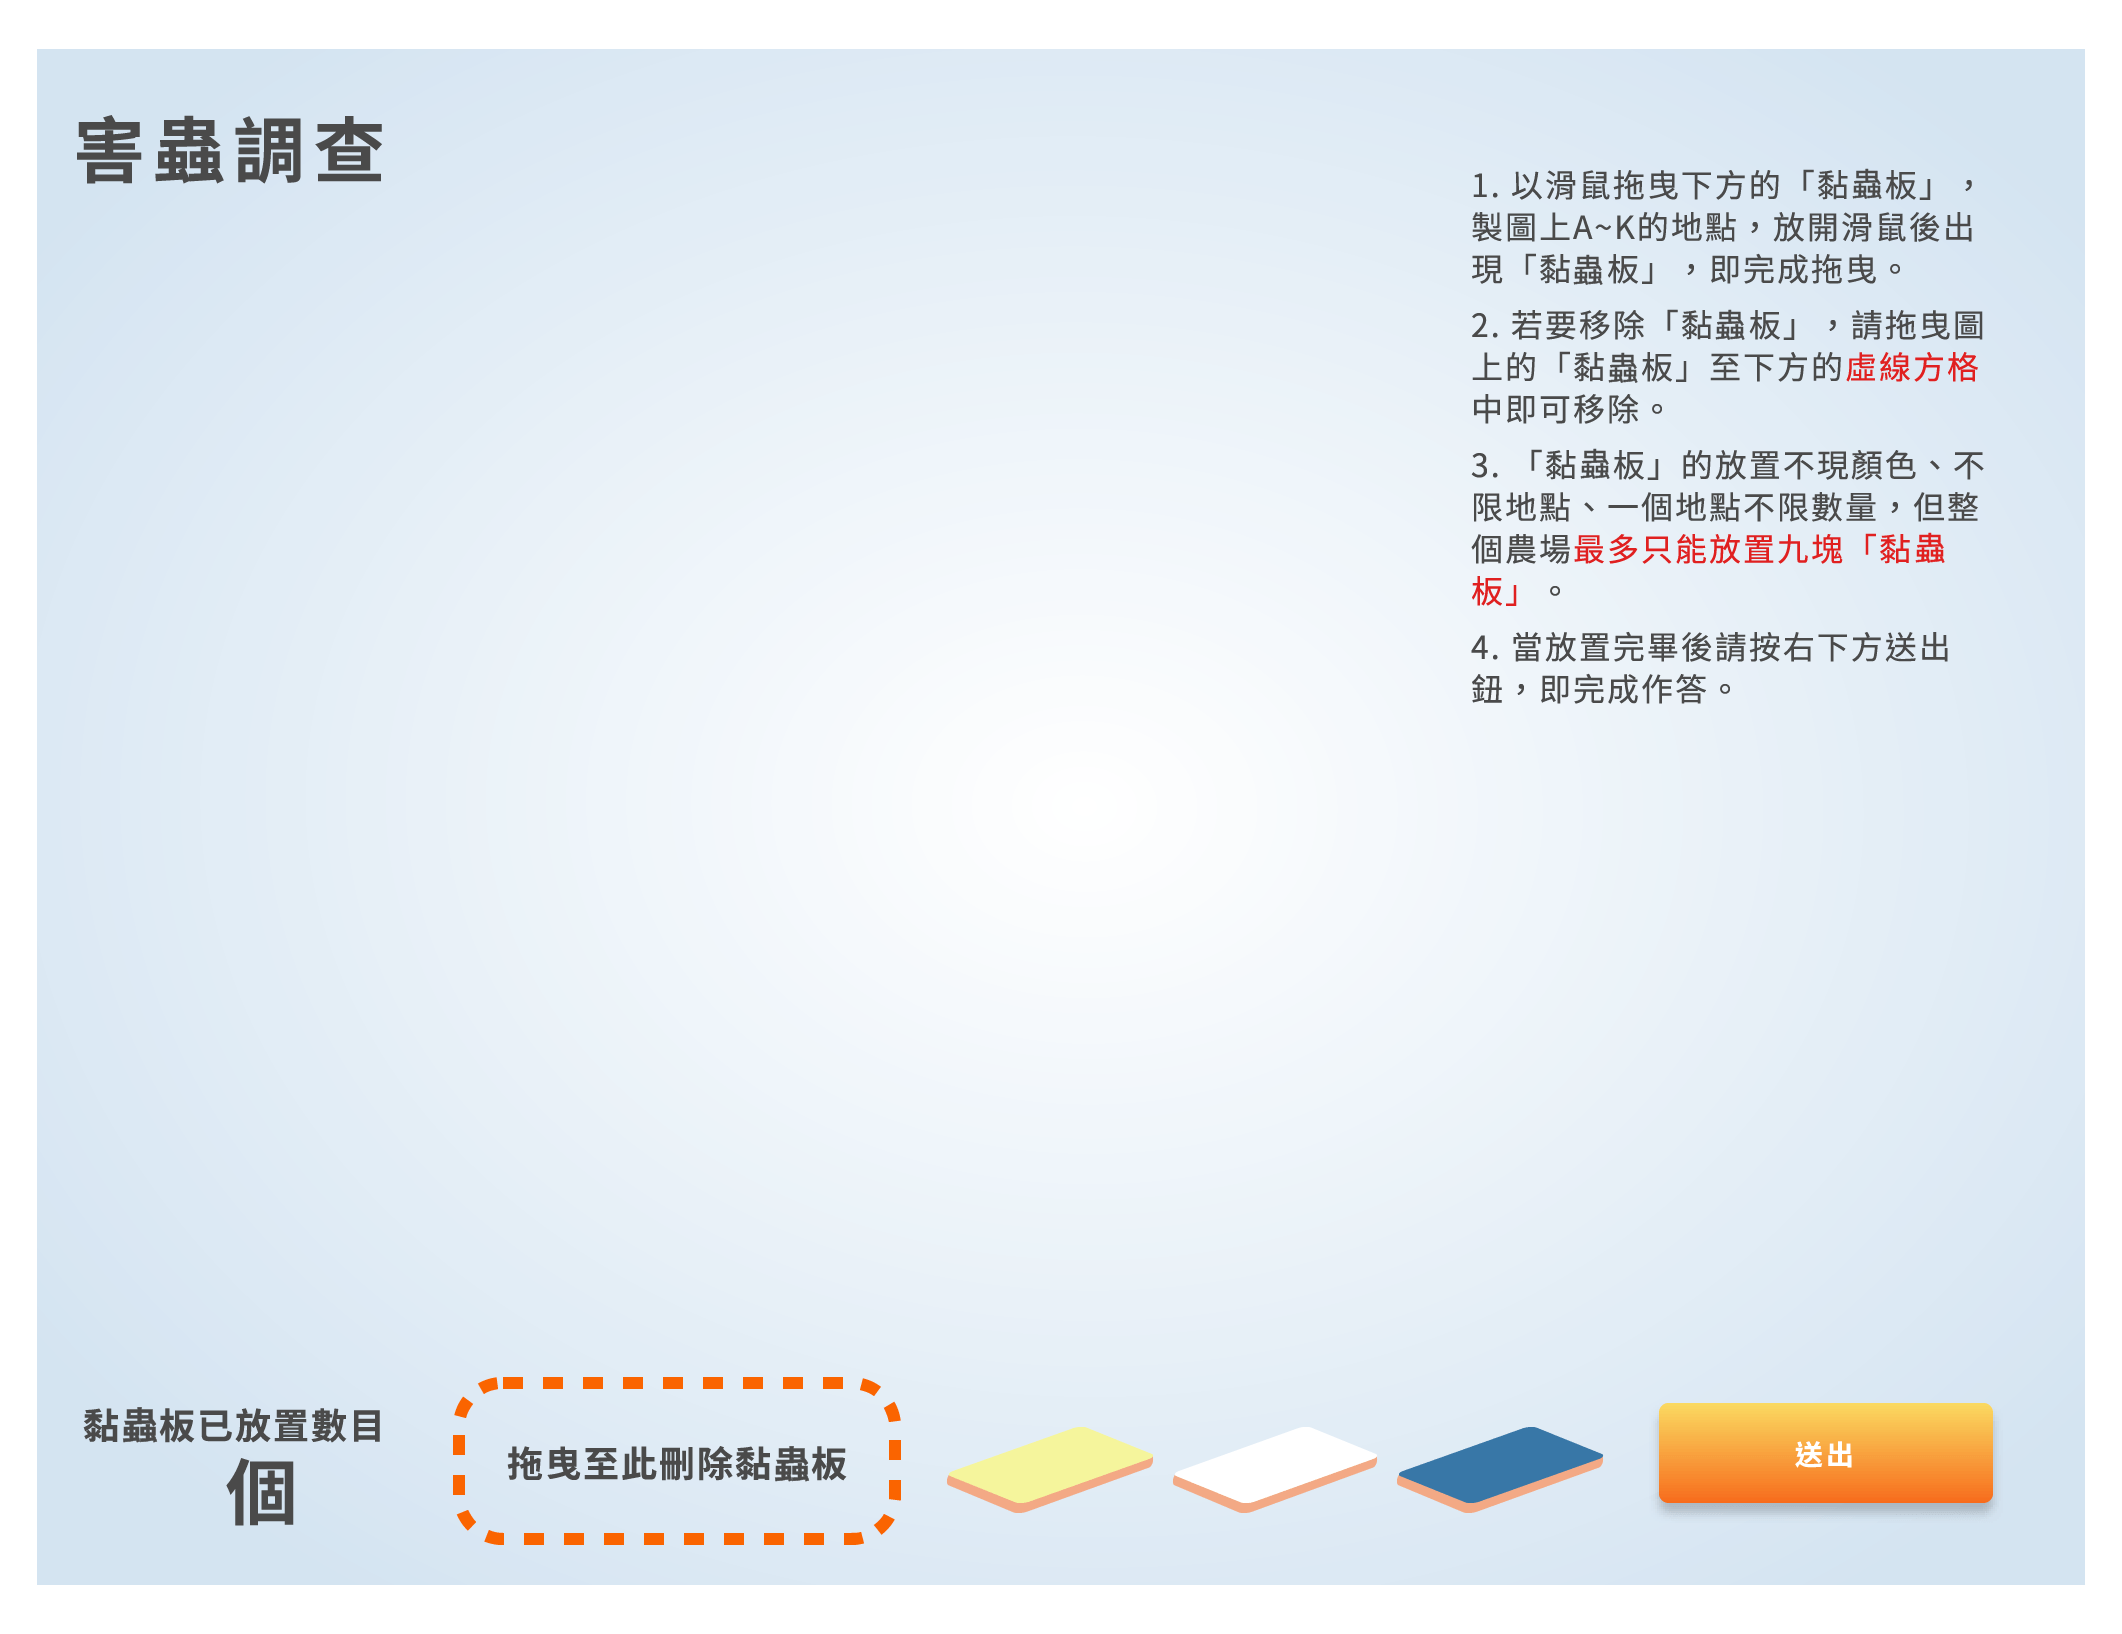 害蟲調查
1. 以滑鼠拖曳下方的「黏蟲板」，
製圖上A~K的地點，放開滑鼠後出
現「黏蟲板」，即完成拖曳。
2. 若要移除「黏蟲板」，請拖曳圖
上的「黏蟲板」至下方的虛線方格
中即可移除。
3. 「黏蟲板」的放置不現顏色、不
限地點、一個地點不限數量，但整
個農場最多只能放置九塊「黏蟲
板」。
4. 當放置完畢後請按右下方送出
鈕，即完成作答。
黏蟲板已放置數目
個
拖曳至此刪除黏蟲板
送出